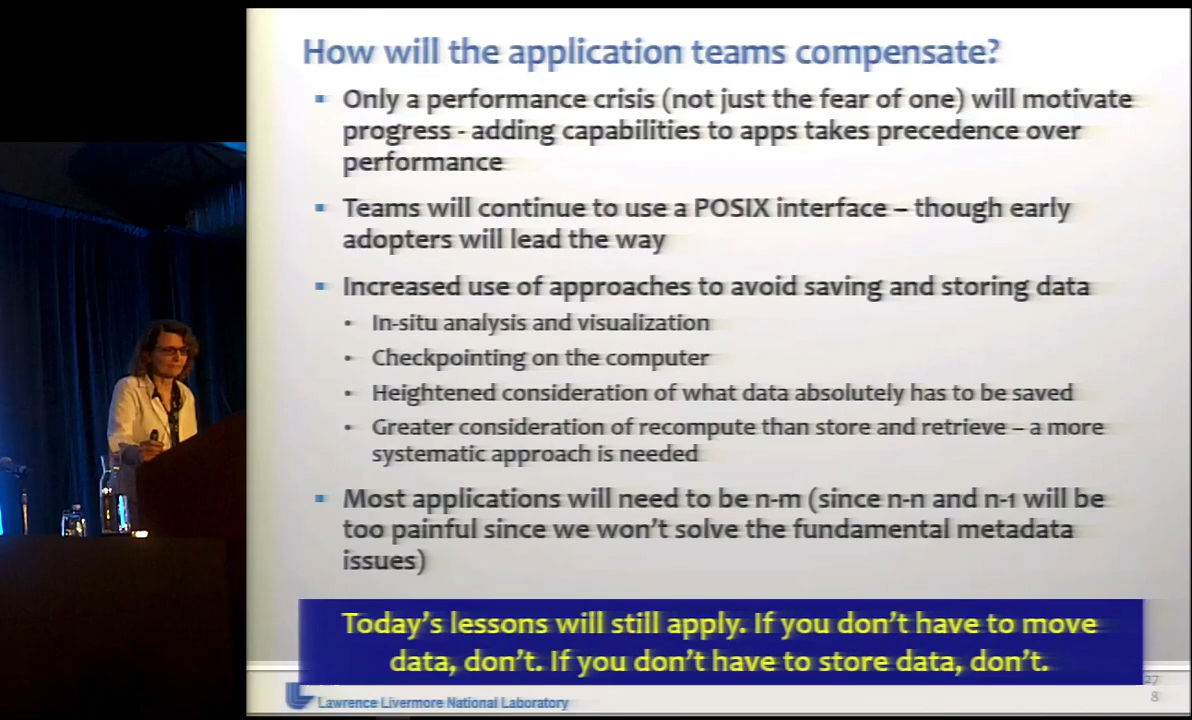 How will the application teams compensate?
Only a performance crisis (not just the fear of one) will motivate
progress - adding capabilities to apps takes precedence over
performance
Teams will continue to use a POSIX interface – though early
adopters will lead the way
Increased use of approaches to avoid saving and storing data
In-situ analysis and visualization
Checkpointing on the computer
Heightened consideration of what data absolutely has to be saved
Greater consideration of recompute than store and retrieve – a more
systematic approach is needed
Most applications will need to be n-m (since n-n and n-1 will be
too painful since we won't solve the fundamental metadata
issues)
Today's lessons will still apply. If you don't have to move
data, don't. If you don't have to store data, don't.
Lawrence Livermore National Laboratory
27
8